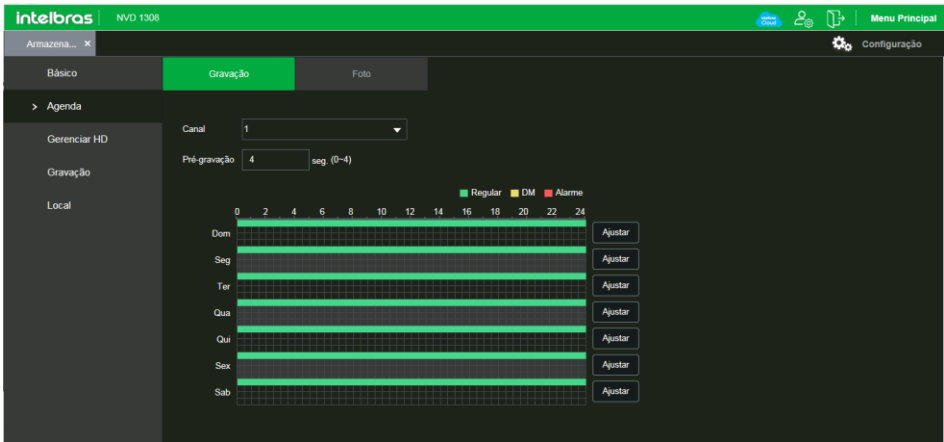 intelbras NVD 1308 Intelbras Cloud Menu Principal
Armazena... × Configuração
Básico
> Agenda
Gerenciar HD
Gravação
Local
Gravação Foto
Canal 1
Pré-gravação 4 seg. (0~4)
Regular DM Alarme
0 2 4 6 8 10 12 14 16 18 20 22 24
Dom Ajustar
Seg Ajustar
Ter Ajustar
Qua Ajustar
Qui Ajustar
Sex Ajustar
Sab Ajustar